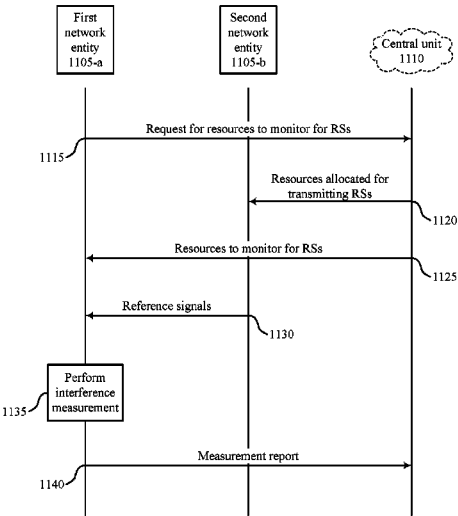 First
network
entity
1105-a
Second
network
entity
1105-b
Central unit
1110
Request for resources to monitor for RSs
1115
Resources allocated for
transmitting RSs
1120
Resources to monitor for RSs
1125
Reference signals
1130
Perform
interference
measurement
1135
Measurement report
1140